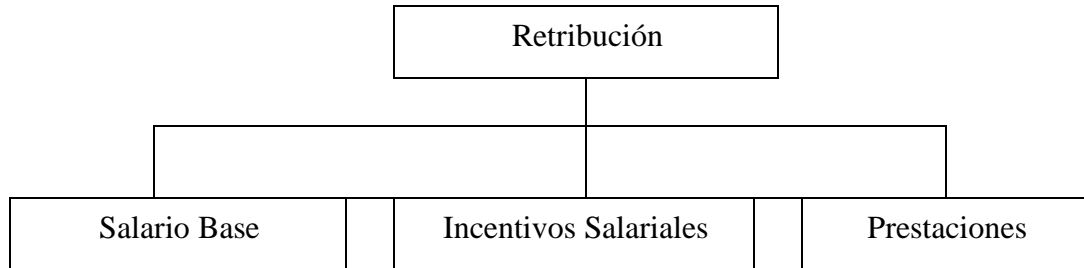 Retribución
Salario Base
Incentivos Salariales
Prestaciones